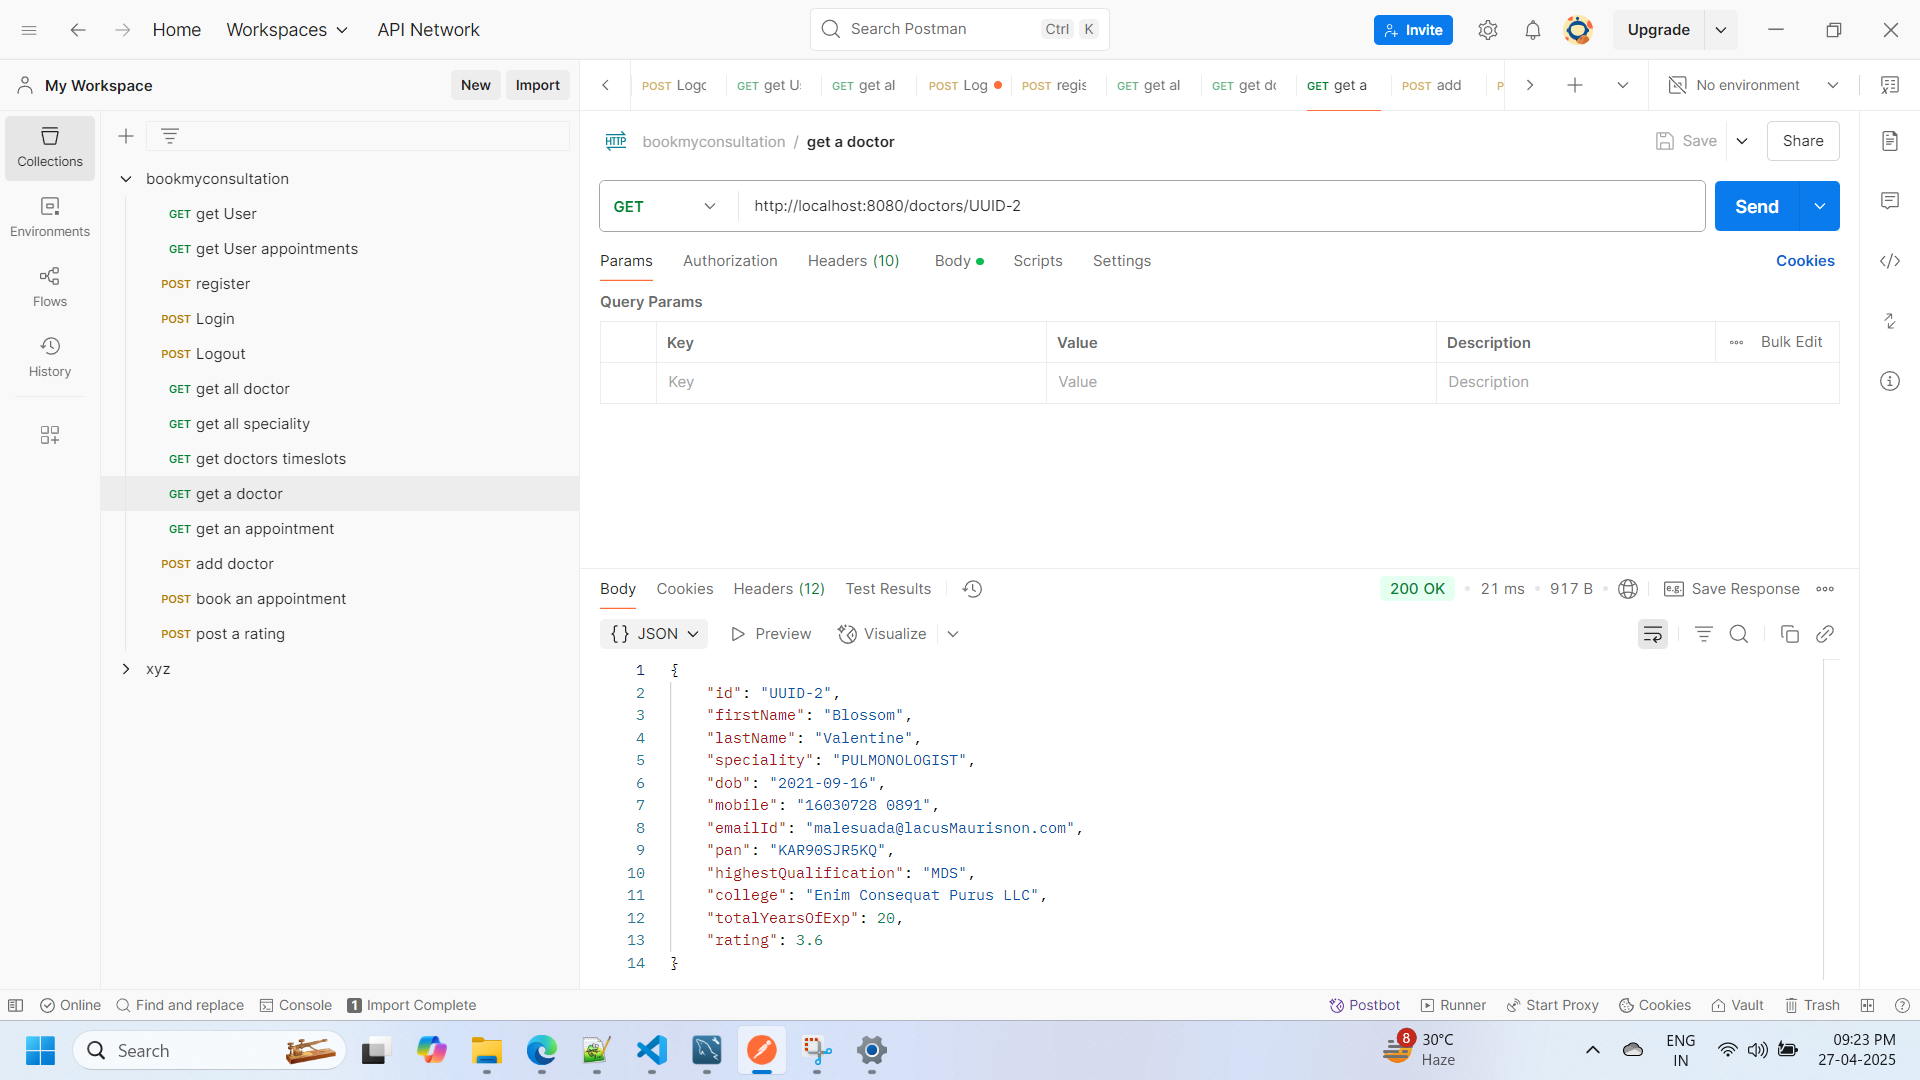 Home Workspaces API Network Search Postman Ctrl K Invite Upgrade
My Workspace New Import
POST Logo GET get Us GET get al POST Log POST regis GET get al GET get do GET get a POST add P No environment
Collections
Environments
Flows
History
bookmyconsultation
GET get User
GET get User appointments
POST register
POST Login
POST Logout
GET get all doctor
GET get all speciality
GET get doctors timeslots
GET get a doctor
GET get an appointment
POST add doctor
POST book an appointment
POST post a rating
xyz
HTTP bookmyconsultation / get a doctor Save Share
GET http://localhost:8080/doctors/UUID-2 Send
Params Authorization Headers (10) Body Scripts Settings Cookies
Query Params
Key Value Description Bulk Edit
Key Value Description
Body Cookies Headers (12) Test Results 200 OK 21 ms 917 B e.g. Save Response
{} JSON Preview Visualize
1 {
2 "id": "UUID-2",
3 "firstName": "Blossom",
4 "lastName": "Valentine",
5 "speciality": "PULMONOLOGIST",
6 "dob": "2021-09-16",
7 "mobile": "16030728 0891",
8 "emailId": "malesuada@lacusMaurisnon.com",
9 "pan": "KAR90SJR5KQ",
10 "highestQualification": "MDS",
11 "college": "Enim Consequat Purus LLC",
12 "totalYearsOfExp": 20,
13 "rating": 3.6
14 }
Online Find and replace Console 1 Import Complete Postbot Runner Start Proxy Cookies Vault Trash
Search 8 30°C Haze ENG IN 09:23 PM 27-04-2025